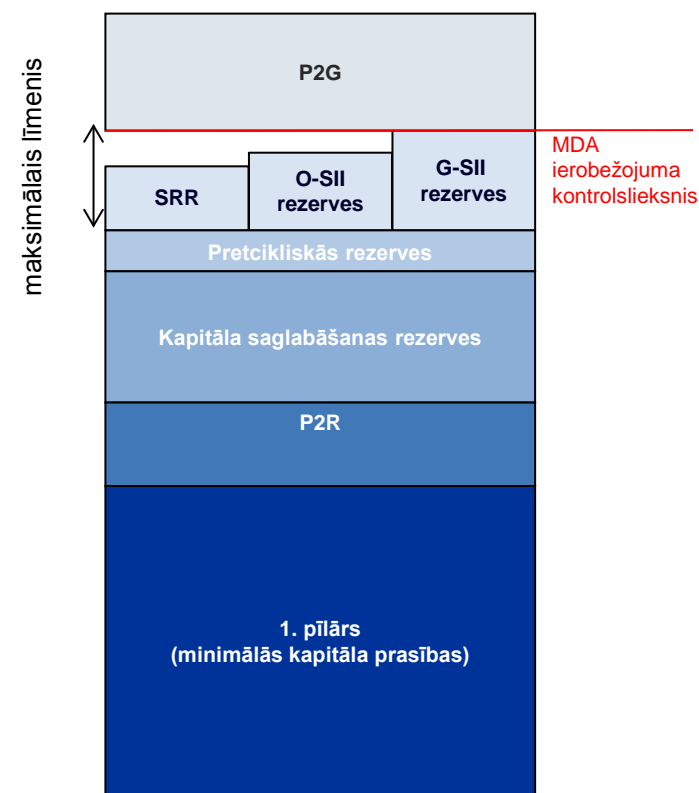 P2G
maksimālais līmenis
MDA
ierobežojuma
kontrolslieksnis
SRR
O-SII
rezerves
G-SII
rezerves
Pretcikliskās rezerves
Kapitāla saglabāšanas rezerves
P2R
1. pīlārs
(minimālās kapitāla prasības)